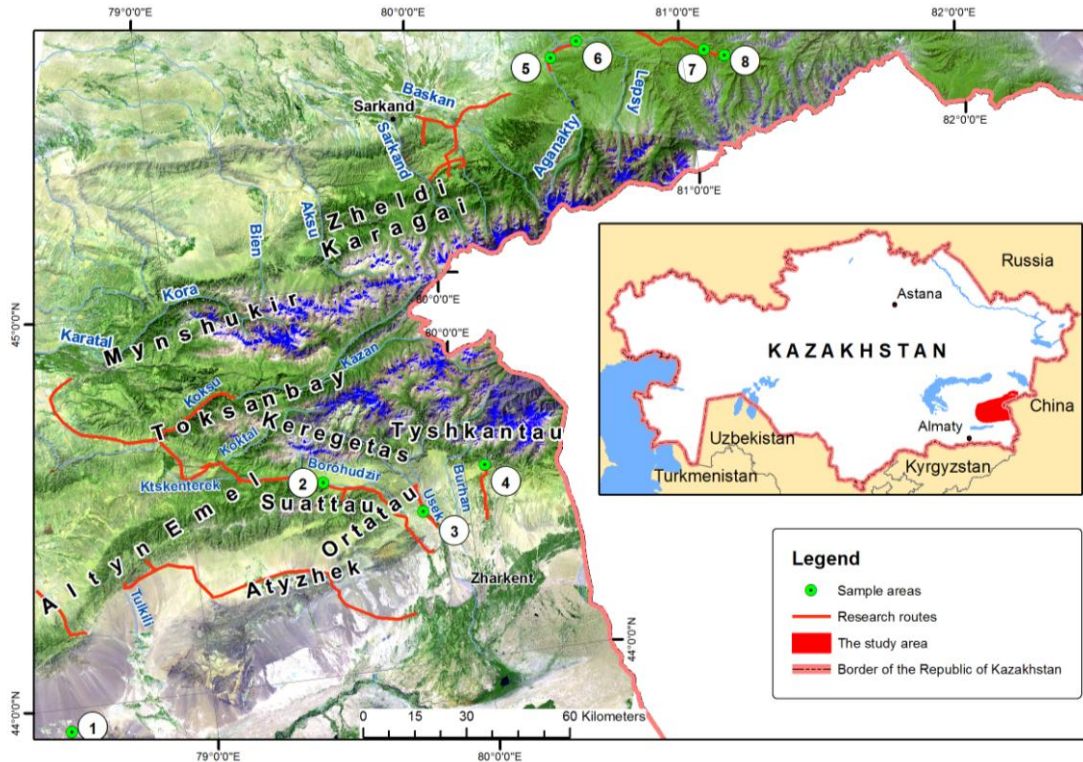 79°0'0"E
80°0'0"E
81°0'0"E
82°0'0"E
5
6
7
8
Sarkand
Baskan
Lepsy
Sarkand
Aganakty
82°0'0"E
81°0'0"E
Zheldi
Karagai
Aksu
Bien
Kora
Karatal
Mynshukir
80°0'0"E
80°0'0"E
45°0'0"N
Kazan
Koksu
Toksanbay
Keregetas
Tyshkantau
Koktal
Borohudzir
Burhan
Usek
Ktskenterek
2
4
3
Suattau
Ortatau
Altyn Emel
Atyzhek
Zharkent
Tulkili
44°0'0"N
44°0'0"N
1
0 15 30 60 Kilometers
79°0'0"E
80°0'0"E
Russia
Astana
KAZAKHSTAN
China
Almaty
Uzbekistan
Turkmenistan
Kyrgyzstan
Legend
Sample areas
Research routes
The study area
Border of the Republic of Kazakhstan